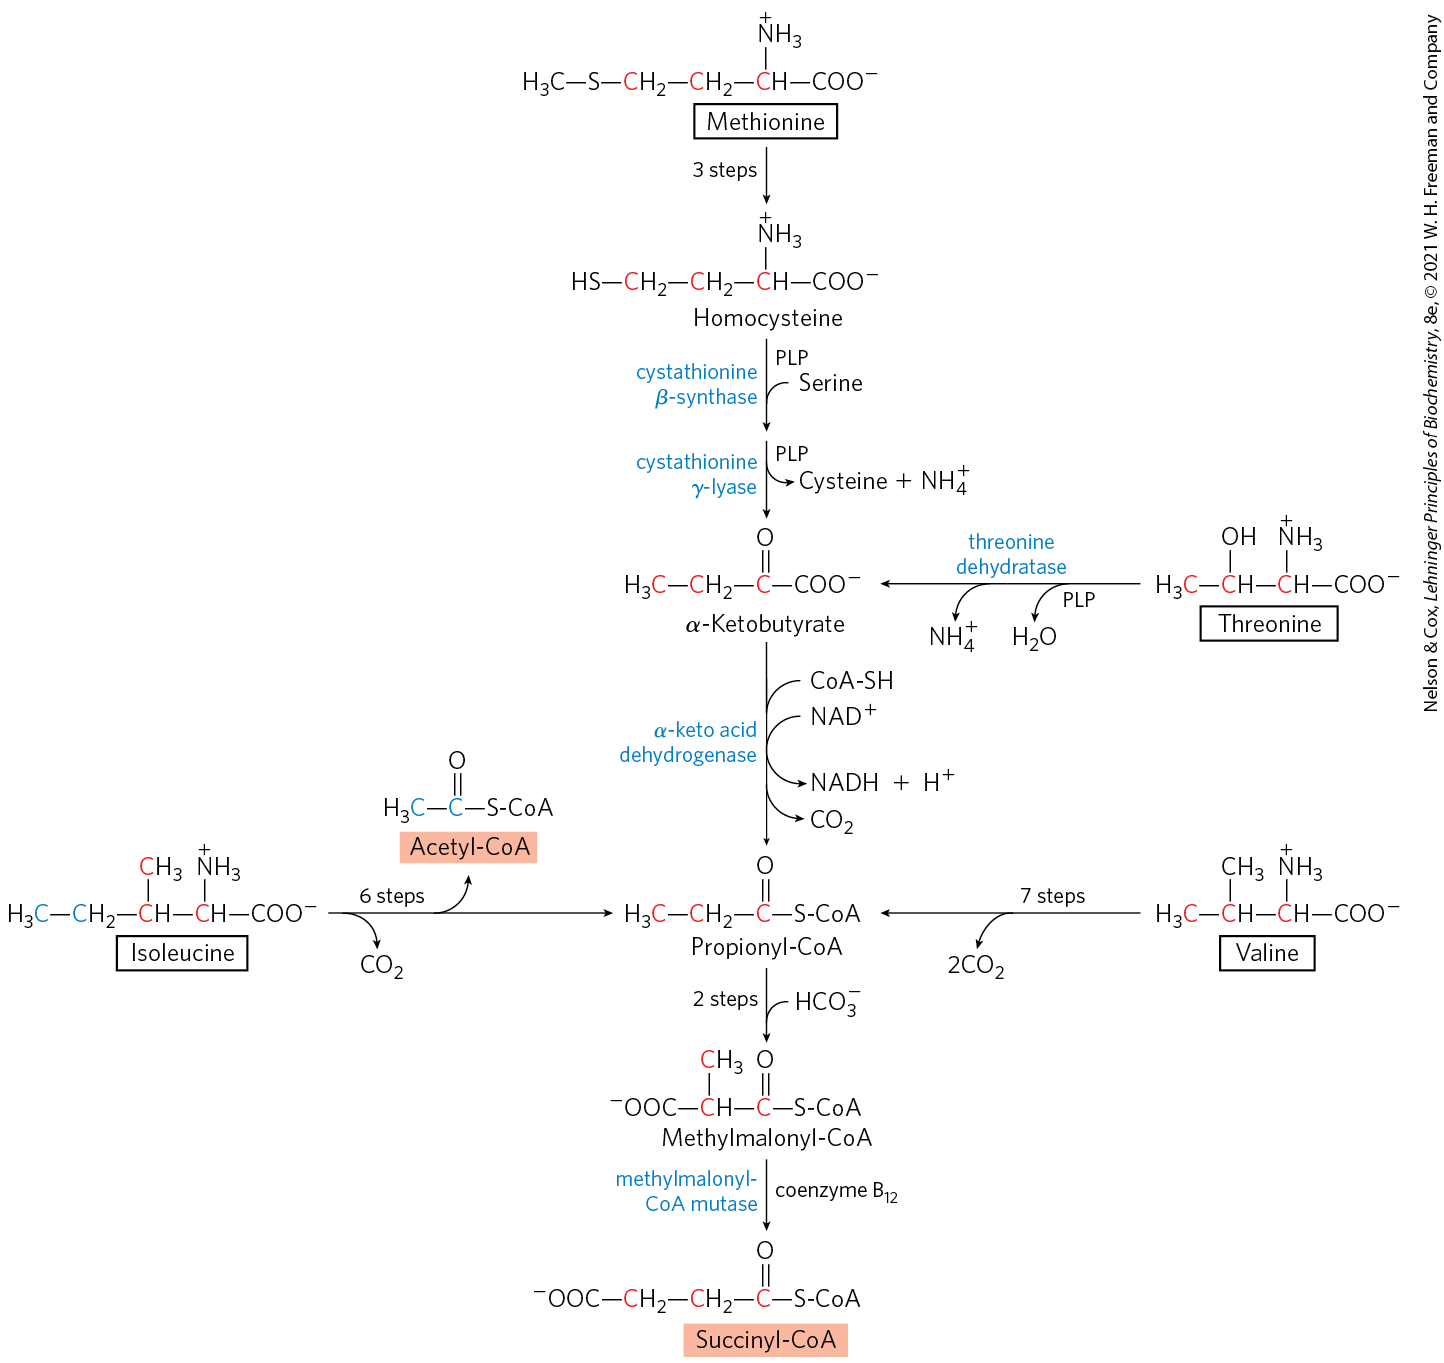 +
NH3
H3C—S—CH2—CH2—CH—COO−
Methionine
3 steps
+
NH3
HS—CH2—CH2—CH—COO−
Homocysteine
PLP
cystathionine
β-synthase
Serine
PLP
cystathionine
γ-lyase
Cysteine + NH4+
O
H3C—CH2—C—COO−
α-Ketobutyrate
threonine
dehydratase
PLP
NH4+
H2O
OH
+
NH3
H3C—CH—CH—COO−
Threonine
CoA-SH
NAD+
α-keto acid
dehydrogenase
NADH + H+
CO2
O
H3C—C—S-CoA
Acetyl-CoA
CH3
+
NH3
H3C—CH2—CH—CH—COO−
Isoleucine
6 steps
CO2
O
H3C—CH2—C—S-CoA
Propionyl-CoA
7 steps
2CO2
CH3
+
NH3
H3C—CH—CH—COO−
Valine
2 steps
HCO3−
CH3 O
−OOC—CH—C—S-CoA
Methylmalonyl-CoA
methylmalonyl-
CoA mutase
coenzyme B12
O
−OOC—CH2—CH2—C—S-CoA
Succinyl-CoA
Nelson & Cox, Lehninger Principles of Biochemistry, 8e, © 2021 W. H. Freeman and Company